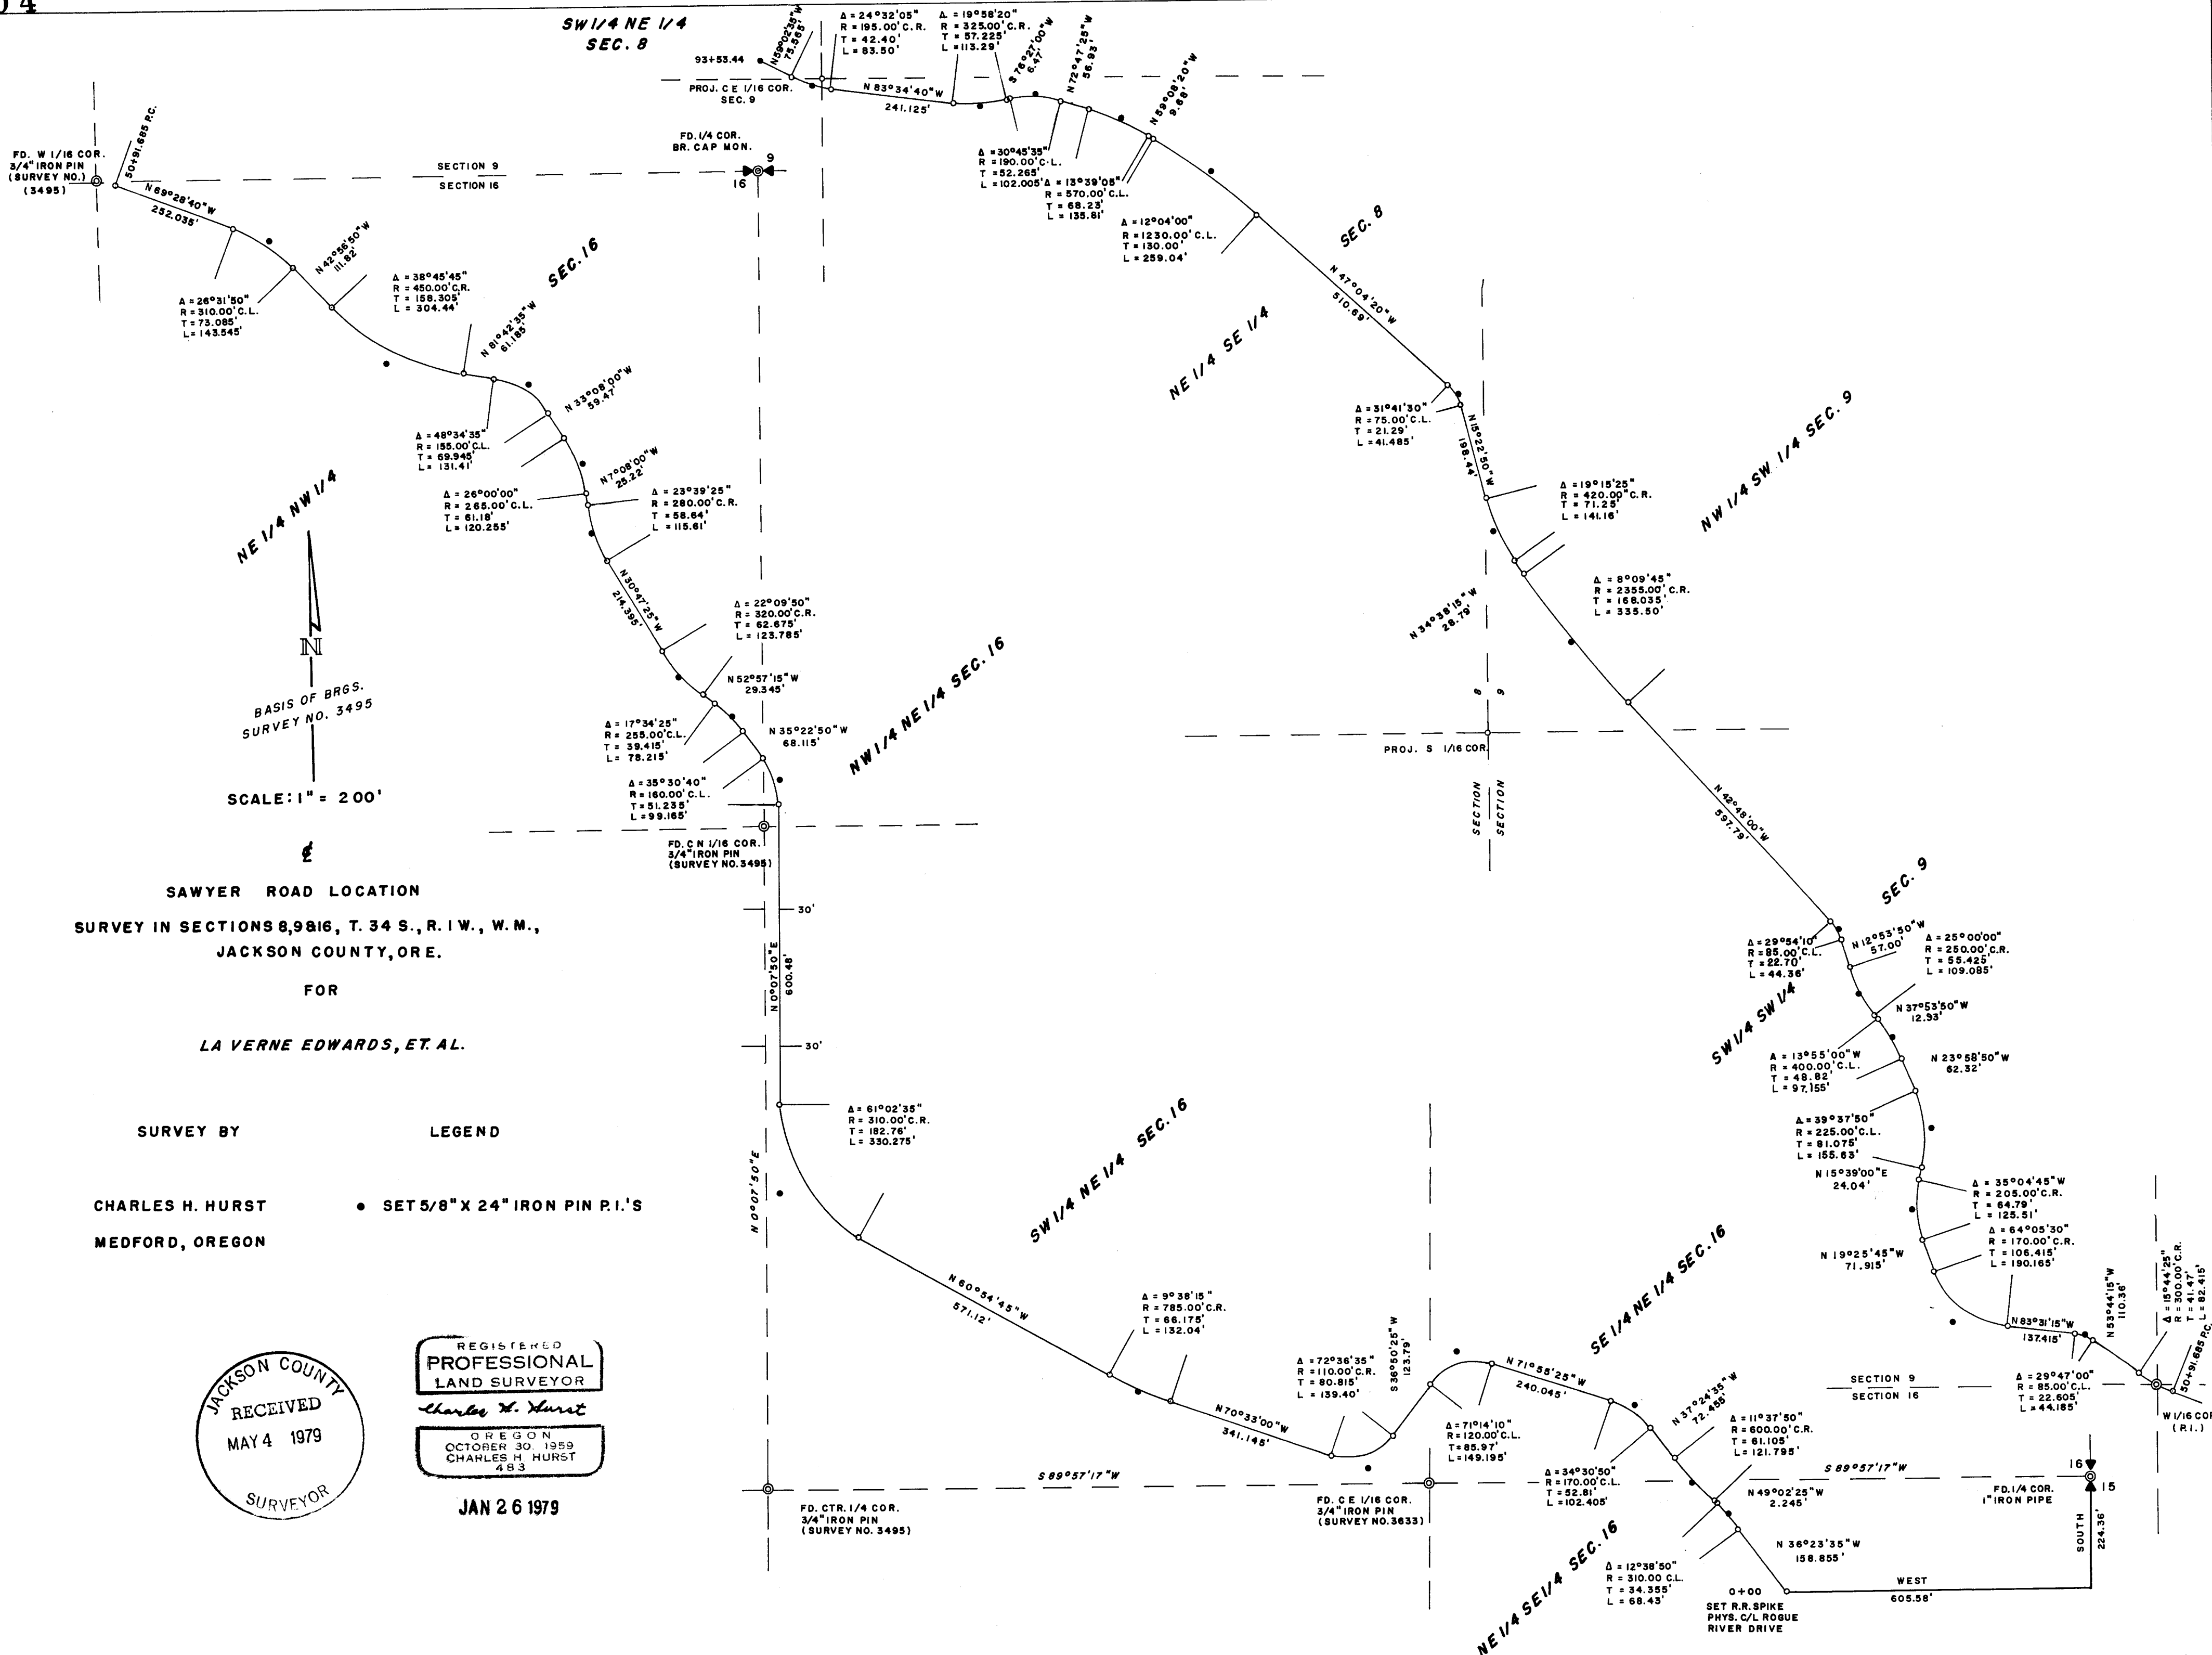 SW 1/4 NE 1/4
SEC. 8
93+53.44
N59°02'35"W
75.565'
Δ = 24°32'05"
R = 195.00' C.R.
T = 42.40'
L = 83.50'
Δ = 19°58'20"
R = 325.00' C.R.
T = 57.225'
L = 113.29'
S 76°27'00"W
6.47'
N72°47'25"W
56.93'
N59°08'20"W
9.68'
PROJ. C E 1/16 COR.
SEC. 9
N 83°34'40"W
241.125'
Δ = 30°45'35"
R = 190.00' C.L.
T = 52.265'
L = 102.005'
Δ = 13°39'05"
R = 570.00' C.L.
T = 68.23'
L = 135.81'
Δ = 12°04'00"
R = 1230.00' C.L.
T = 130.00'
L = 259.04'
FD. W 1/16 COR.
3/4" IRON PIN
(SURVEY NO.)
(3495)
50+91.685 P.C.
SECTION 9
SECTION 16
FD. 1/4 COR.
BR. CAP MON.
9
16
N 69°28'40"W
252.035'
Δ = 26°31'50"
R = 310.00' C.L.
T = 73.085'
L = 143.545'
N 42°56'50"W
111.82'
Δ = 38°45'45"
R = 450.00' C.R.
T = 158.305'
L = 304.44'
SEC. 16
N 81°42'35"W
61.185'
Δ = 48°34'35"
R = 155.00' C.L.
T = 69.945'
L = 131.41'
N 33°08'00"W
59.47'
Δ = 26°00'00"
R = 265.00' C.L.
T = 61.18'
L = 120.255'
N7°08'00"W
25.22'
Δ = 23°39'25"
R = 280.00' C.R.
T = 58.64'
L = 115.61'
NE 1/4 NW 1/4
N30°47'25"W
214.395'
Δ = 22°09'50"
R = 320.00' C.R.
T = 62.675'
L = 123.785'
N 52°57'15"W
29.345'
Δ = 17°34'25"
R = 255.00' C.L.
T = 39.415'
L = 78.215'
N 35°22'50"W
68.115'
Δ = 35°30'40"
R = 160.00' C.L.
T = 51.235'
L = 99.165'
NW 1/4 NE 1/4 SEC. 16
FD. C N 1/16 COR.
3/4" IRON PIN
(SURVEY NO. 3495)
30'
N 0°07'50"E
600.48'
30'
Δ = 61°02'35"
R = 310.00' C.R.
T = 182.76'
L = 330.275'
N 0°07'50"E
N
BASIS OF BRGS.
SURVEY NO. 3495
SCALE: 1" = 200'
℄
SAWYER ROAD LOCATION
SURVEY IN SECTIONS 8,9&16, T. 34 S., R. 1 W., W.M.,
JACKSON COUNTY, ORE.
FOR
LA VERNE EDWARDS, ET. AL.
SURVEY BY
LEGEND
CHARLES H. HURST
MEDFORD, OREGON
● SET 5/8" X 24" IRON PIN P.I.'S
JACKSON COUNTY
RECEIVED
MAY 4 1979
SURVEYOR
REGISTERED
PROFESSIONAL
LAND SURVEYOR
Charles H. Hurst
OREGON
OCTOBER 30, 1959
CHARLES H HURST
483
JAN 26 1979
SEC. 8
N 47°04'20"W
510.69'
NE 1/4 SE 1/4
Δ = 31°41'30"
R = 75.00' C.L.
T = 21.29'
L = 41.485'
N15°22'50"W
198.44'
Δ = 19°15'25"
R = 420.00" C.R.
T = 71.25'
L = 141.16'
NW 1/4 SW 1/4 SEC. 9
N 34°38'15"W
28.79'
Δ = 8°09'45"
R = 2355.00' C.R.
T = 168.035'
L = 335.50'
8
9
PROJ. S 1/16 COR.
SECTION
SECTION
N 42°48'00"W
597.79'
SEC. 9
Δ = 29°54'10"
R = 85.00' C.L.
T = 22.70'
L = 44.36'
N 12°53'50"W
57.00'
Δ = 25°00'00"
R = 250.00' C.R.
T = 55.425'
L = 109.085'
SW 1/4 SW 1/4
N 37°53'50"W
12.93'
Δ = 13°55'00"W
R = 400.00' C.L.
T = 48.82'
L = 97.155'
N 23°58'50"W
62.32'
Δ = 39°37'50"
R = 225.00' C.L.
T = 81.075'
L = 155.63'
N 15°39'00"E
24.04'
Δ = 35°04'45"W
R = 205.00' C.R.
T = 64.79'
L = 125.51'
N 19°25'45"W
71.915'
Δ = 64°05'30"
R = 170.00' C.R.
T = 106.415'
L = 190.165'
N83°31'15"W
137.415'
N 53°44'15"W
110.36'
Δ = 15°44'25"
R = 300.00' C.R.
T = 41.47'
L = 82.415'
50+91.685 P.C.
SECTION 9
SECTION 16
Δ = 29°47'00"
R = 85.00' C.L.
T = 22.605'
L = 44.185'
W 1/16 COR
(P.I.)
SW 1/4 NE 1/4 SEC. 16
N 60°54'45"W
571.12'
Δ = 9°38'15"
R = 785.00' C.R.
T = 66.175'
L = 132.04'
N70°33'00"W
341.145'
Δ = 72°36'35"
R = 110.00' C.R.
T = 80.815'
L = 139.40'
S 36°50'25"W
123.79'
Δ = 71°14'10"
R = 120.00' C.L.
T = 85.97'
L = 149.195'
N 71°55'25"W
240.045'
SE 1/4 NE 1/4 SEC. 16
Δ = 34°30'50"
R = 170.00' C.L.
T = 52.81'
L = 102.405'
N 37°24'35"W
72.455'
Δ = 11°37'50"
R = 600.00' C.R.
T = 61.105'
L = 121.795'
S 89°57'17"W
S 89°57'17"W
16
15
FD. CTR. 1/4 COR.
3/4" IRON PIN
(SURVEY NO. 3495)
FD. C E 1/16 COR.
3/4" IRON PIN
(SURVEY NO. 3633)
N 49°02'25"W
2.245'
FD. 1/4 COR.
1" IRON PIPE
SOUTH
224.36'
NE 1/4 SE 1/4 SEC. 16
Δ = 12°38'50"
R = 310.00 C.L.
T = 34.355'
L = 68.43'
N 36°23'35"W
158.855'
0+00
SET R.R. SPIKE
PHYS. C/L ROGUE
RIVER DRIVE
WEST
605.58'